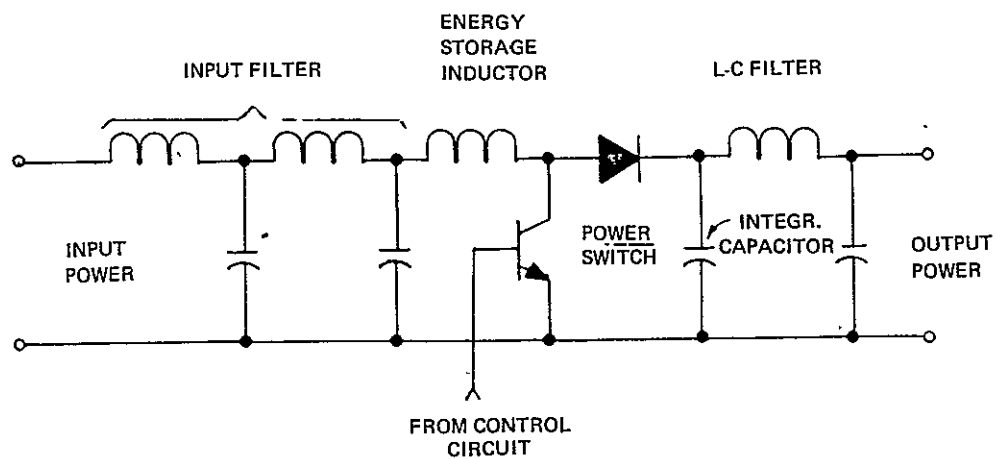 ENERGY
STORAGE
INDUCTOR
INPUT FILTER
L-C FILTER
INPUT
POWER
POWER
SWITCH
INTEGR.
CAPACITOR
OUTPUT
POWER
FROM CONTROL
CIRCUIT